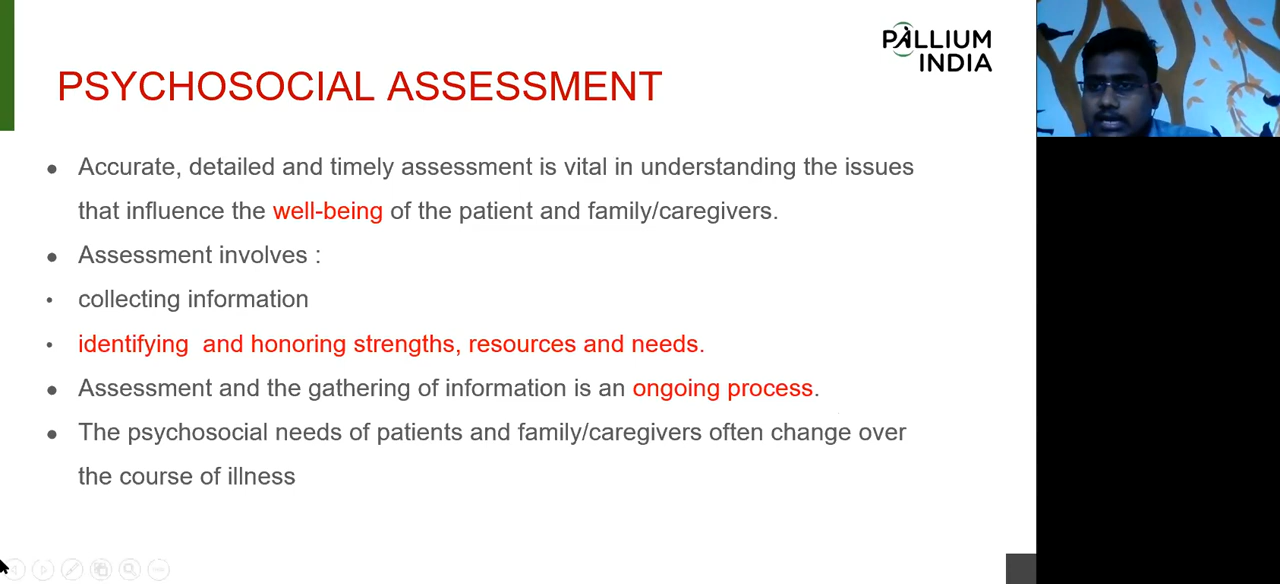 PALLIUM
INDIA
PSYCHOSOCIAL ASSESSMENT
● Accurate, detailed and timely assessment is vital in understanding the issues
that influence the well-being of the patient and family/caregivers.
● Assessment involves :
• collecting information
• identifying  and honoring strengths, resources and needs.
● Assessment and the gathering of information is an ongoing process.
● The psychosocial needs of patients and family/caregivers often change over
the course of illness